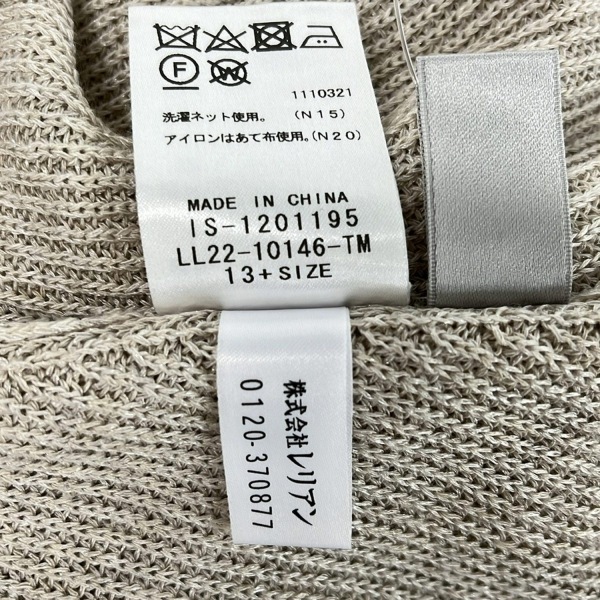 F W
1110321
洗濯ネット使用。 (N15)
アイロンはあて布使用。(N20)
MADE IN CHINA
IS-1201195
LL22-10146-TM
13+SIZE
株式会社レリアン
0120-370877